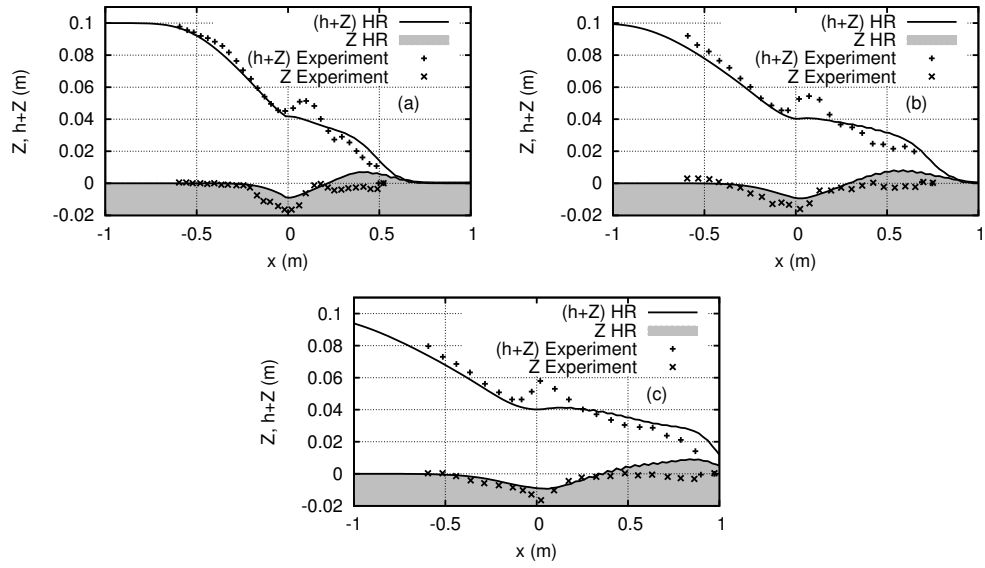 0.1
0.08
0.06
0.04
0.02
0
-0.02
Z, h+Z (m)
(h+Z) HR
Z HR
(h+Z) Experiment
Z Experiment
(a)
-1 -0.5 0 0.5 1
x (m)
0.1
0.08
0.06
0.04
0.02
0
-0.02
Z, h+Z (m)
(h+Z) HR
Z HR
(h+Z) Experiment
Z Experiment
(b)
-1 -0.5 0 0.5 1
x (m)
0.1
0.08
0.06
0.04
0.02
0
-0.02
Z, h+Z (m)
(h+Z) HR
Z HR
(h+Z) Experiment
Z Experiment
(c)
-1 -0.5 0 0.5 1
x (m)